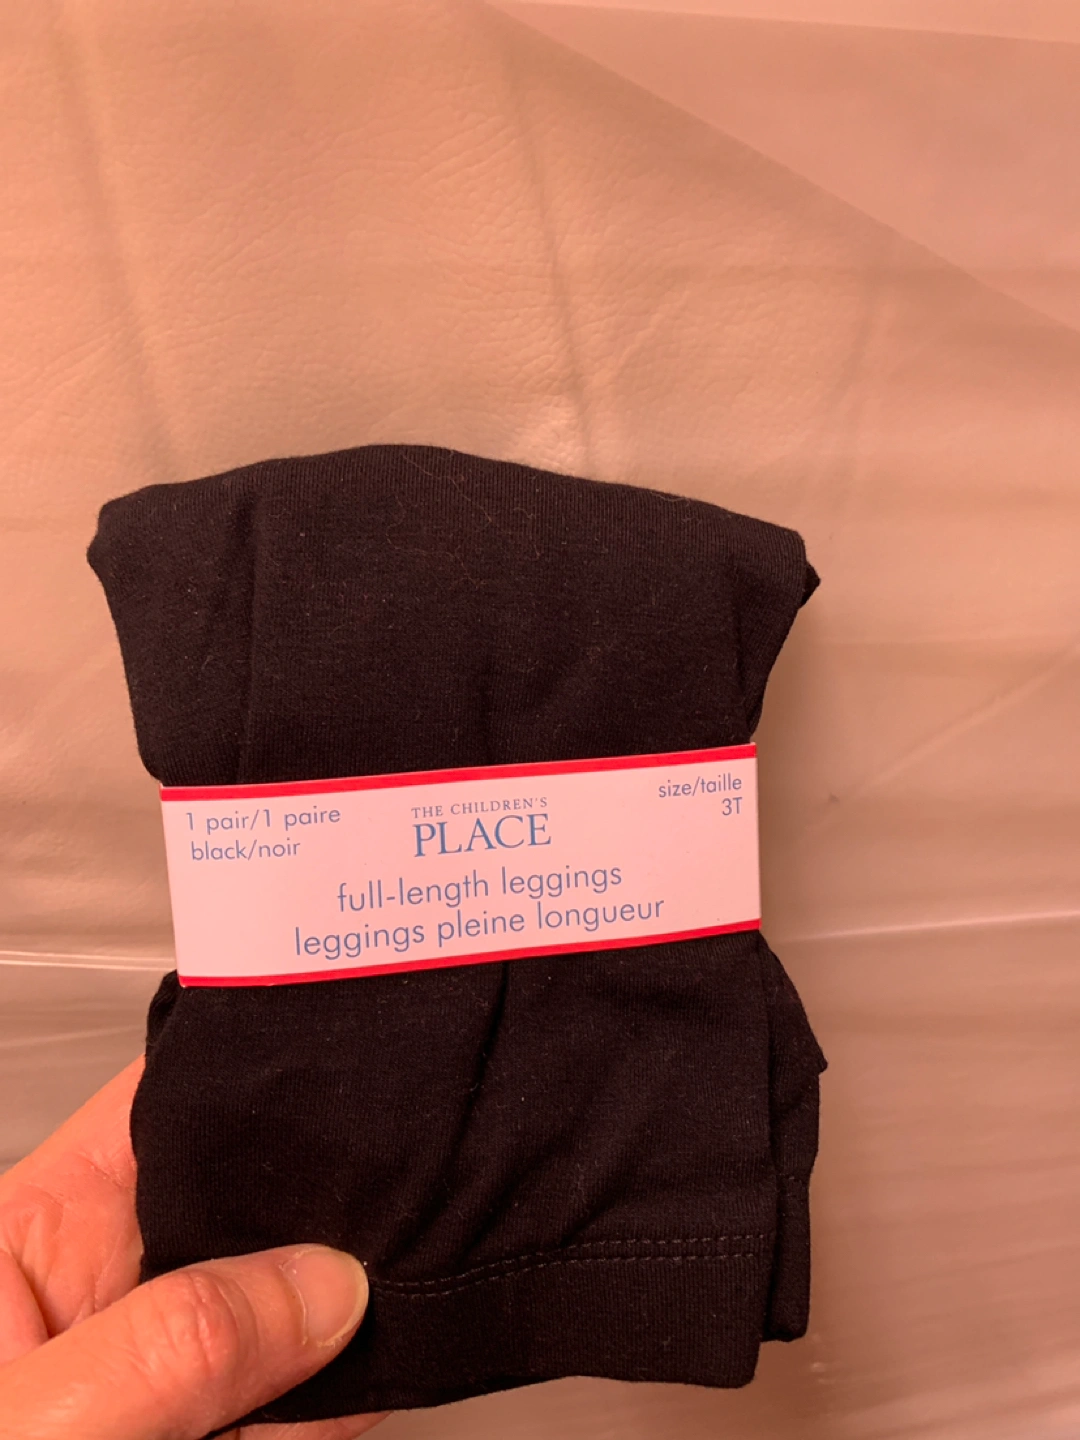 1 pair/1 paire
black/noir
THE CHILDREN'S
PLACE
size/taille
3T
full-length leggings
leggings pleine longueur